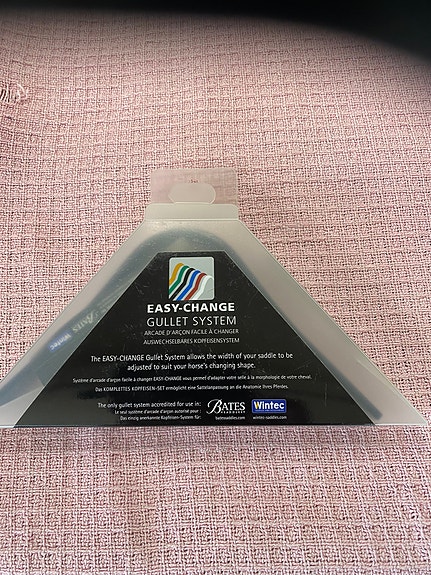 EASY-CHANGE
GULLET SYSTEM
ARCADE D'ARÇON FACILE À CHANGER
AUSWECHSELBARES KOPFEISENSYSTEM
The EASY-CHANGE Gullet System allows the width of your saddle to be
adjusted to suit your horse's changing shape.
Système d'arcade d'arçon facile à changer EASY-CHANGE vous permet d'adapter votre selle à la morphologie de votre cheval.
Das KOMPLETTES KOPFEISEN-SET ermöglicht eine Sattelanpassung an die Anatomie Ihres Pferdes.
The only gullet system accredited for use in:
Le seul système d'arcade d'arçon autorisé pour :
Das einzig anerkannte Kopfeisen-System für:
BATES
batessaddles.com
Wintec
wintec-saddles.com
Wintec